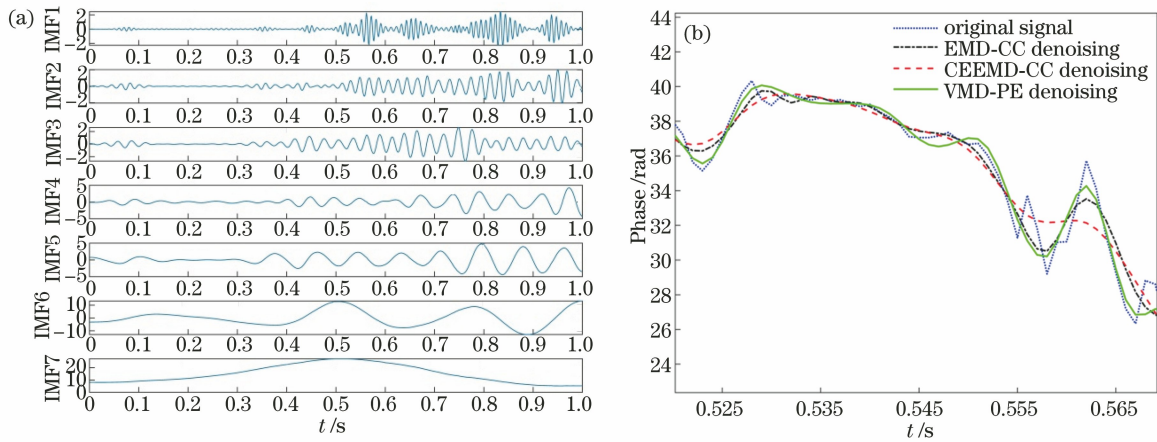 (a)
IMF1
2
0
−2
0 0.1 0.2 0.3 0.4 0.5 0.6 0.7 0.8 0.9 1.0
IMF2
2
0
−2
0 0.1 0.2 0.3 0.4 0.5 0.6 0.7 0.8 0.9 1.0
IMF3
2
0
−2
0 0.1 0.2 0.3 0.4 0.5 0.6 0.7 0.8 0.9 1.0
IMF4
5
0
−5
0 0.1 0.2 0.3 0.4 0.5 0.6 0.7 0.8 0.9 1.0
IMF5
5
0
−5
0 0.1 0.2 0.3 0.4 0.5 0.6 0.7 0.8 0.9 1.0
IMF6
10
0
−10
0 0.1 0.2 0.3 0.4 0.5 0.6 0.7 0.8 0.9 1.0
IMF7
20
10
0 0.1 0.2 0.3 0.4 0.5 0.6 0.7 0.8 0.9 1.0
t /s
(b)
original signal
EMD-CC denoising
CEEMD-CC denoising
VMD-PE denoising
Phase /rad
44
42
40
38
36
34
32
30
28
26
24
0.525 0.535 0.545 0.555 0.565
t /s